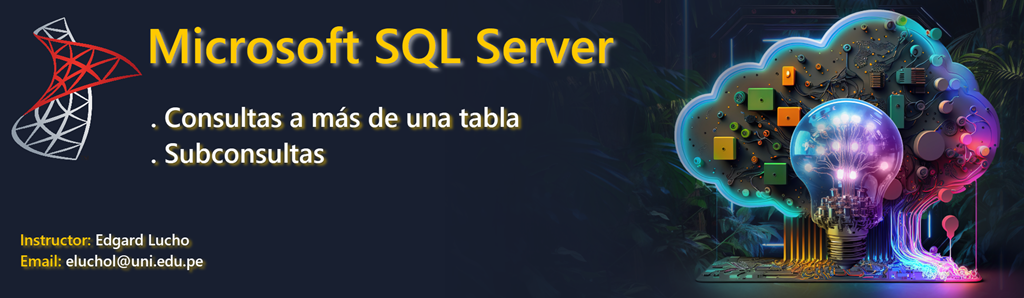 Microsoft SQL Server
. Consultas a más de una tabla
. Subconsultas
Instructor: Edgard Lucho
Email: eluchol@uni.edu.pe